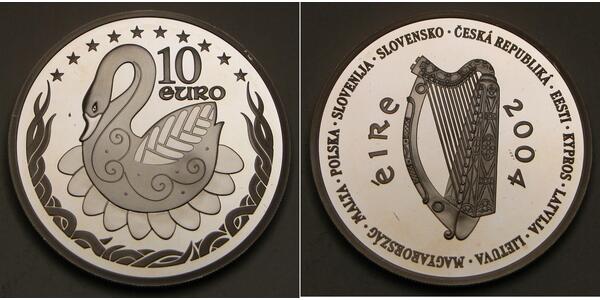 10
euro
MALTA · POLSKA · SLOVENIJA · SLOVENSKO · ČESKÁ REPUBLIKA · EESTI · KYPROS · LATVIJA · LIETUVA · MAGYARORSZÁG ·
éire
2004